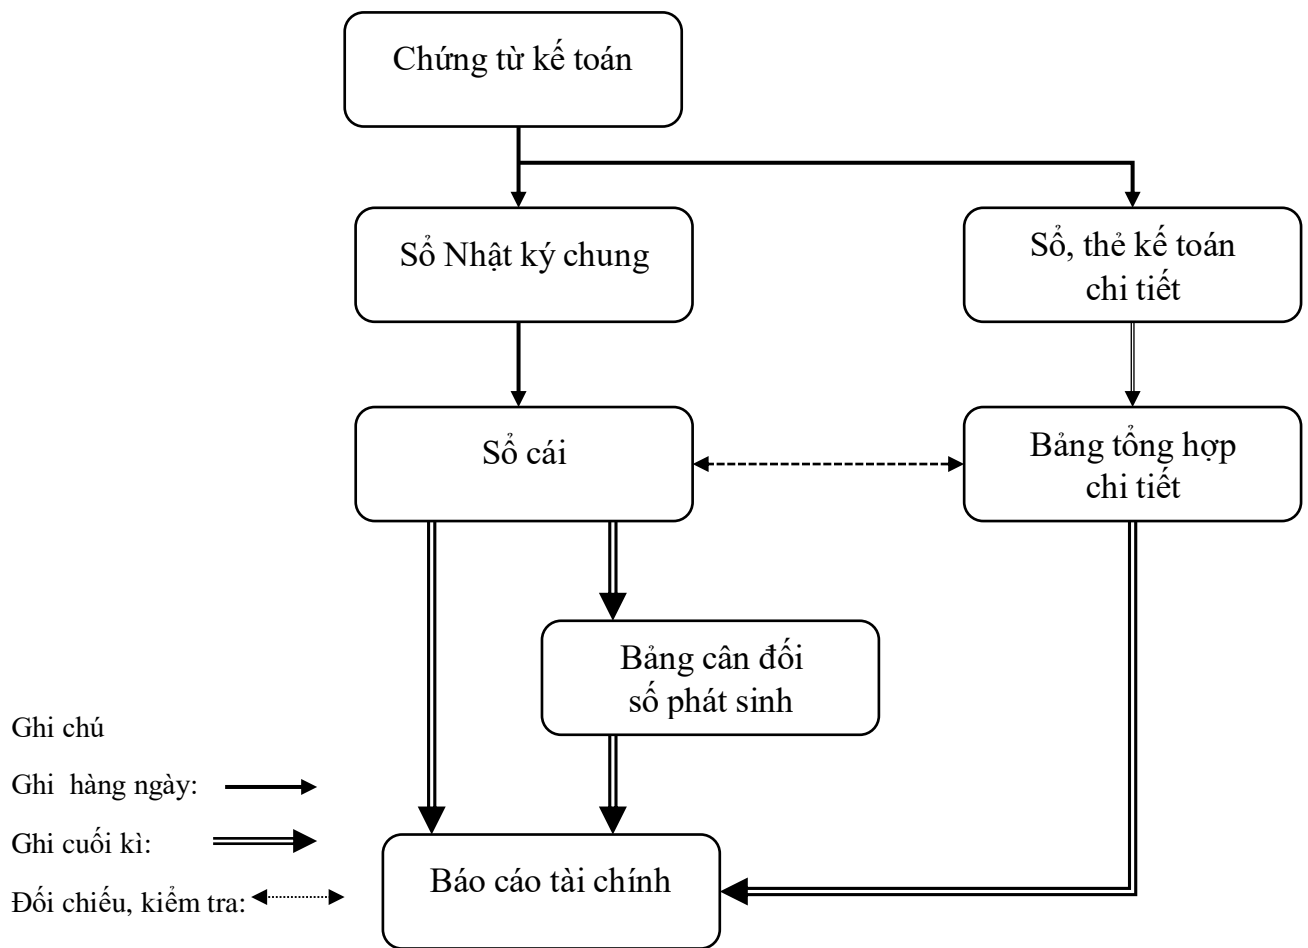 Chứng từ kế toán
Sổ Nhật ký chung
Sổ, thẻ kế toán
chi tiết
Sổ cái
Bảng tổng hợp
chi tiết
Bảng cân đối
số phát sinh
Báo cáo tài chính
Ghi chú
Ghi hàng ngày:
Ghi cuối kì:
Đối chiếu, kiểm tra: